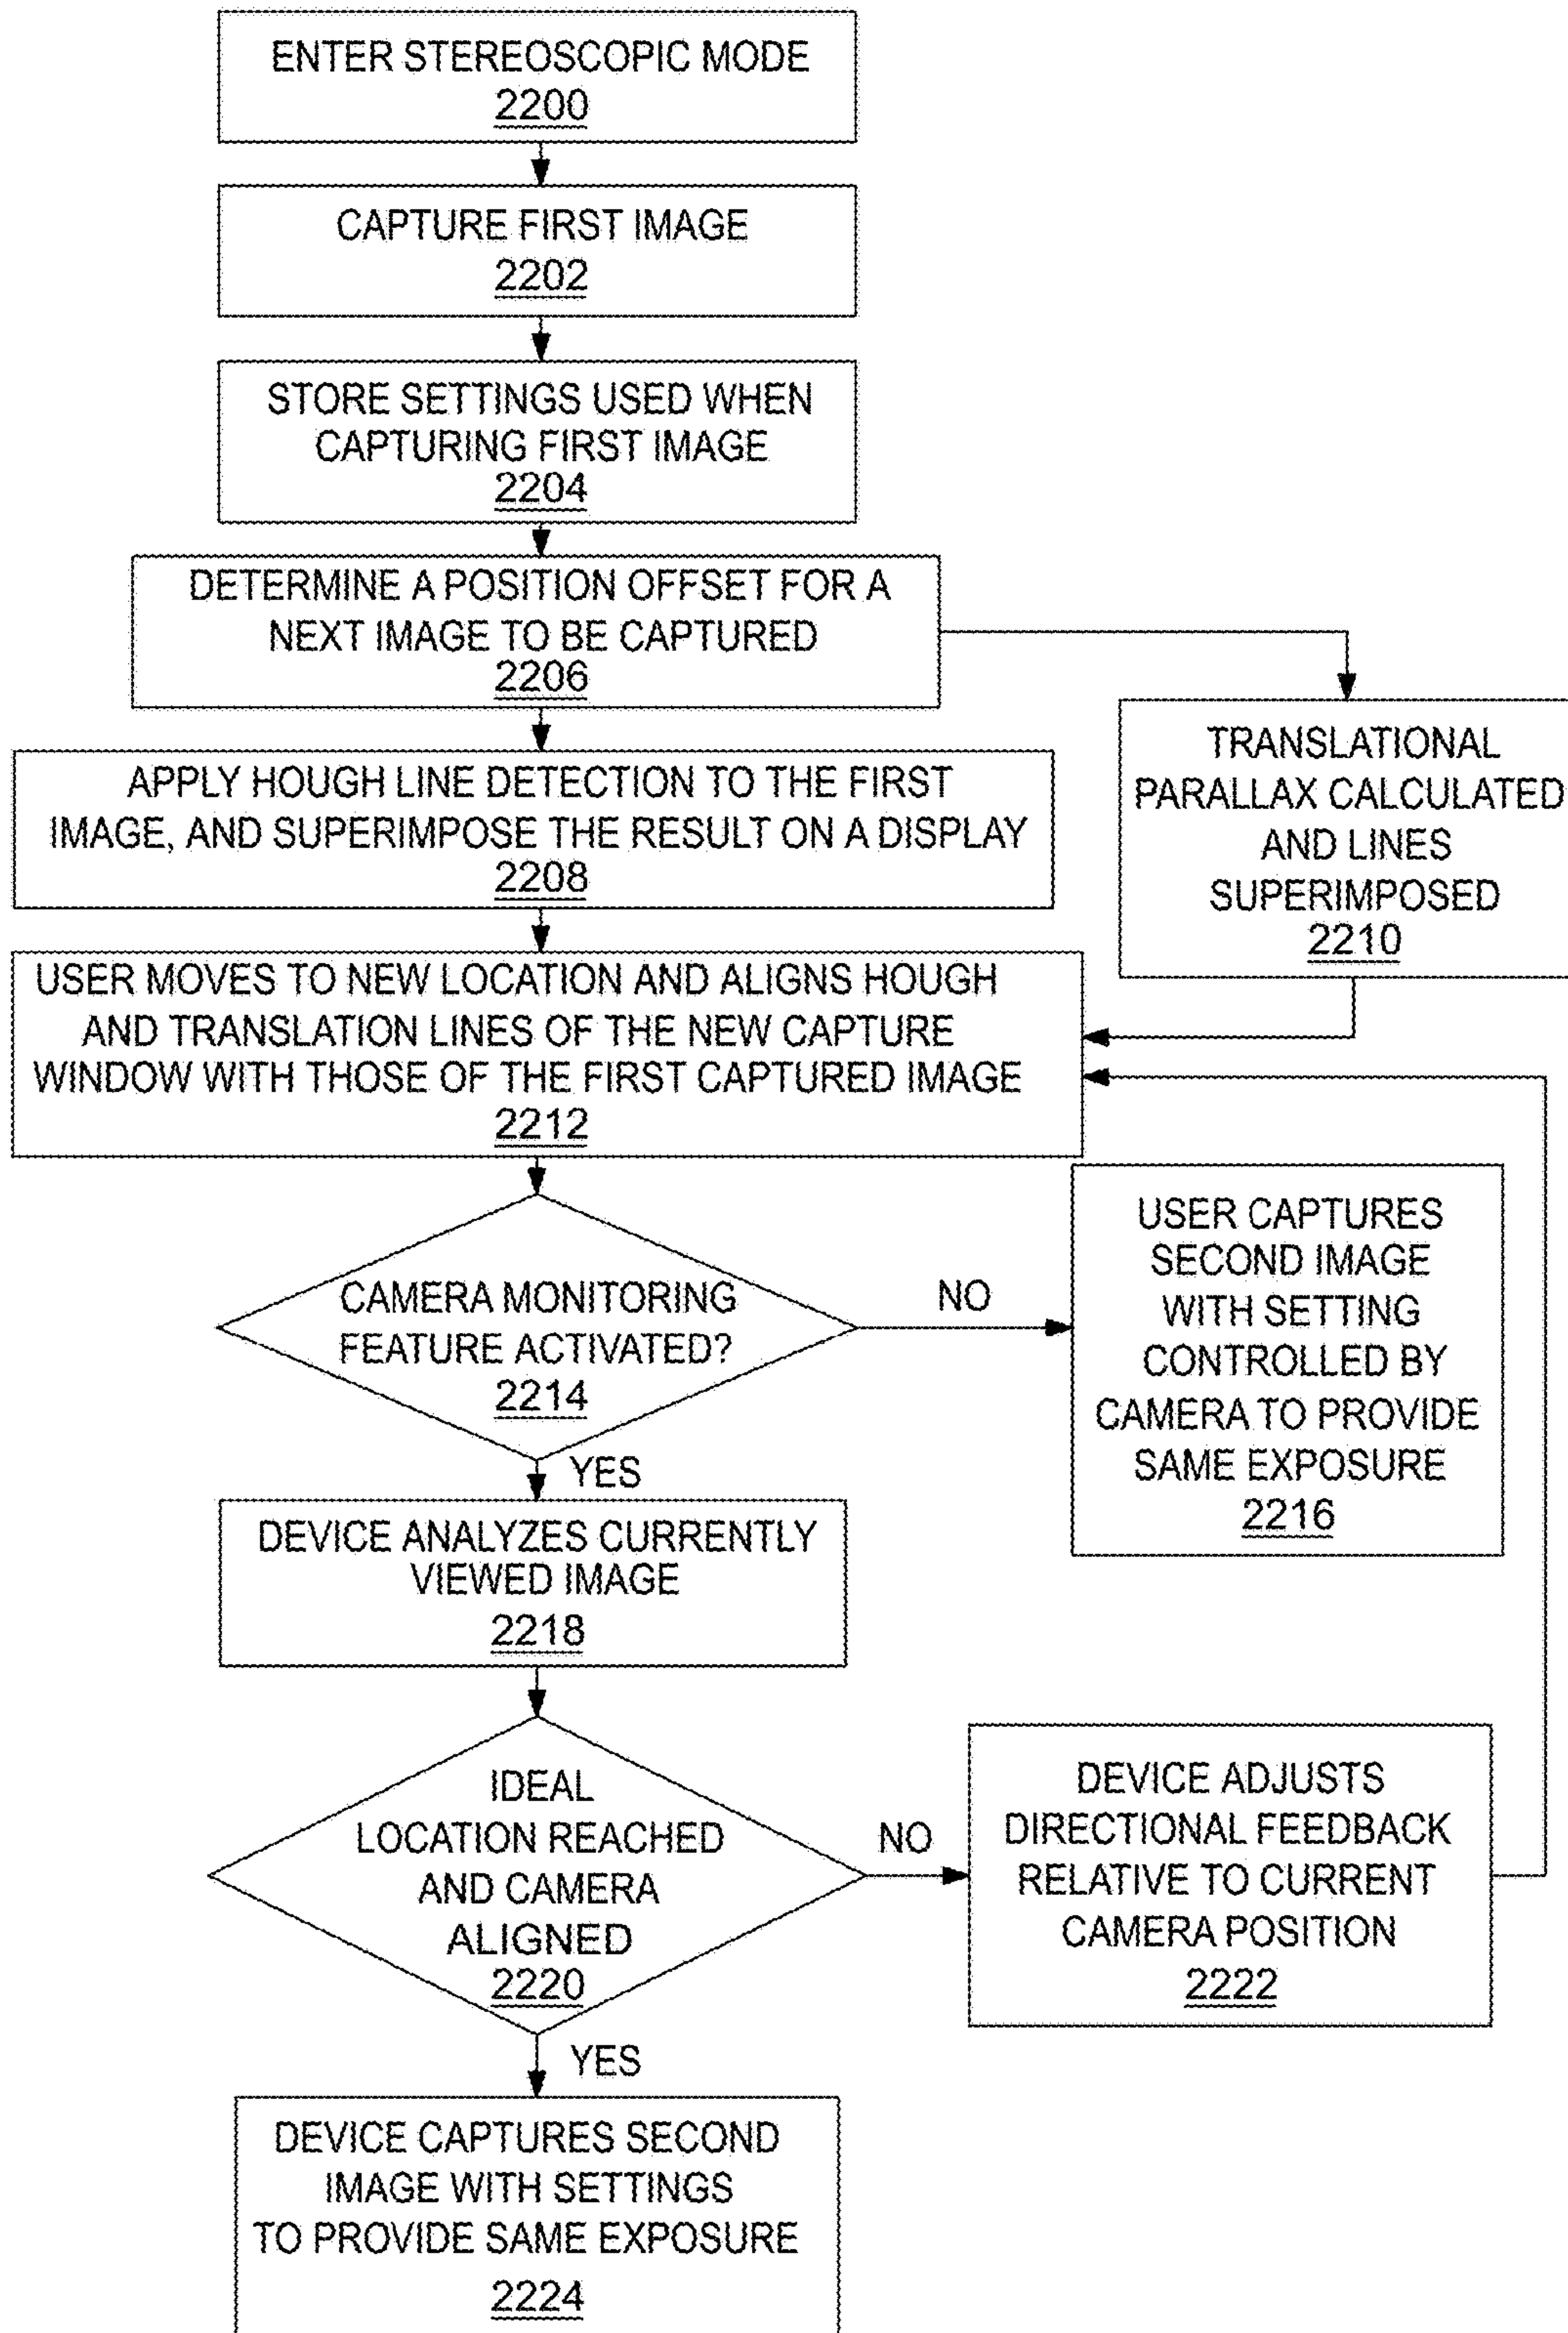 ENTER STEREOSCOPIC MODE
2200
CAPTURE FIRST IMAGE
2202
STORE SETTINGS USED WHEN
CAPTURING FIRST IMAGE
2204
DETERMINE A POSITION OFFSET FOR A
NEXT IMAGE TO BE CAPTURED
2206
APPLY HOUGH LINE DETECTION TO THE FIRST
IMAGE, AND SUPERIMPOSE THE RESULT ON A DISPLAY
2208
TRANSLATIONAL
PARALLAX CALCULATED
AND LINES
SUPERIMPOSED
2210
USER MOVES TO NEW LOCATION AND ALIGNS HOUGH
AND TRANSLATION LINES OF THE NEW CAPTURE
WINDOW WITH THOSE OF THE FIRST CAPTURED IMAGE
2212
CAMERA MONITORING
FEATURE ACTIVATED?
2214
NO
USER CAPTURES
SECOND IMAGE
WITH SETTING
CONTROLLED BY
CAMERA TO PROVIDE
SAME EXPOSURE
2216
YES
DEVICE ANALYZES CURRENTLY
VIEWED IMAGE
2218
IDEAL
LOCATION REACHED
AND CAMERA
ALIGNED
2220
NO
DEVICE ADJUSTS
DIRECTIONAL FEEDBACK
RELATIVE TO CURRENT
CAMERA POSITION
2222
YES
DEVICE CAPTURES SECOND
IMAGE WITH SETTINGS
TO PROVIDE SAME EXPOSURE
2224